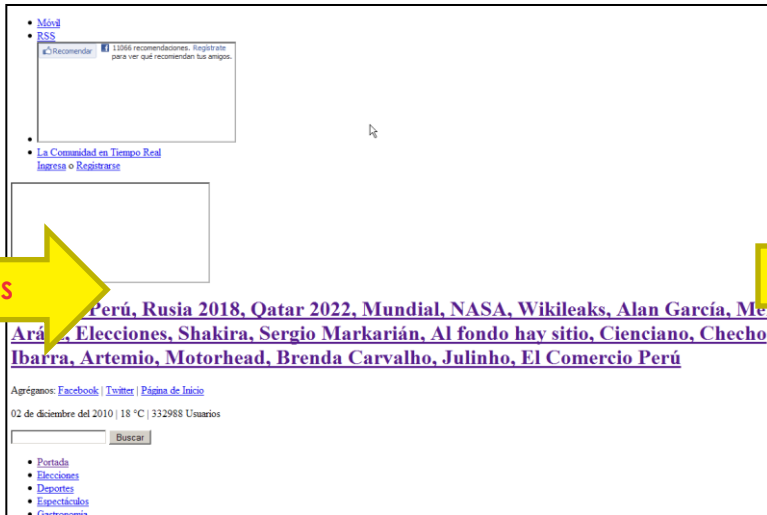 Móvil
RSS
Recomendar 11066 recomendaciones. Regístrate
para ver qué recomiendan tus amigos.
La Comunidad en Tiempo Real
Ingresa o Registrarse
s
Perú, Rusia 2018, Qatar 2022, Mundial, NASA, Wikileaks, Alan García, Me
Elecciones, Shakira, Sergio Markarián, Al fondo hay sitio, Cienciano, Checho
Ibarra, Artemio, Motorhead, Brenda Carvalho, Julinho, El Comercio Perú
Agréganos: Facebook | Twitter | Página de Inicio
02 de diciembre del 2010 | 18 °C | 332988 Usuarios
Buscar
Portada
Elecciones
Deportes
Espectáculos
Gastronomía